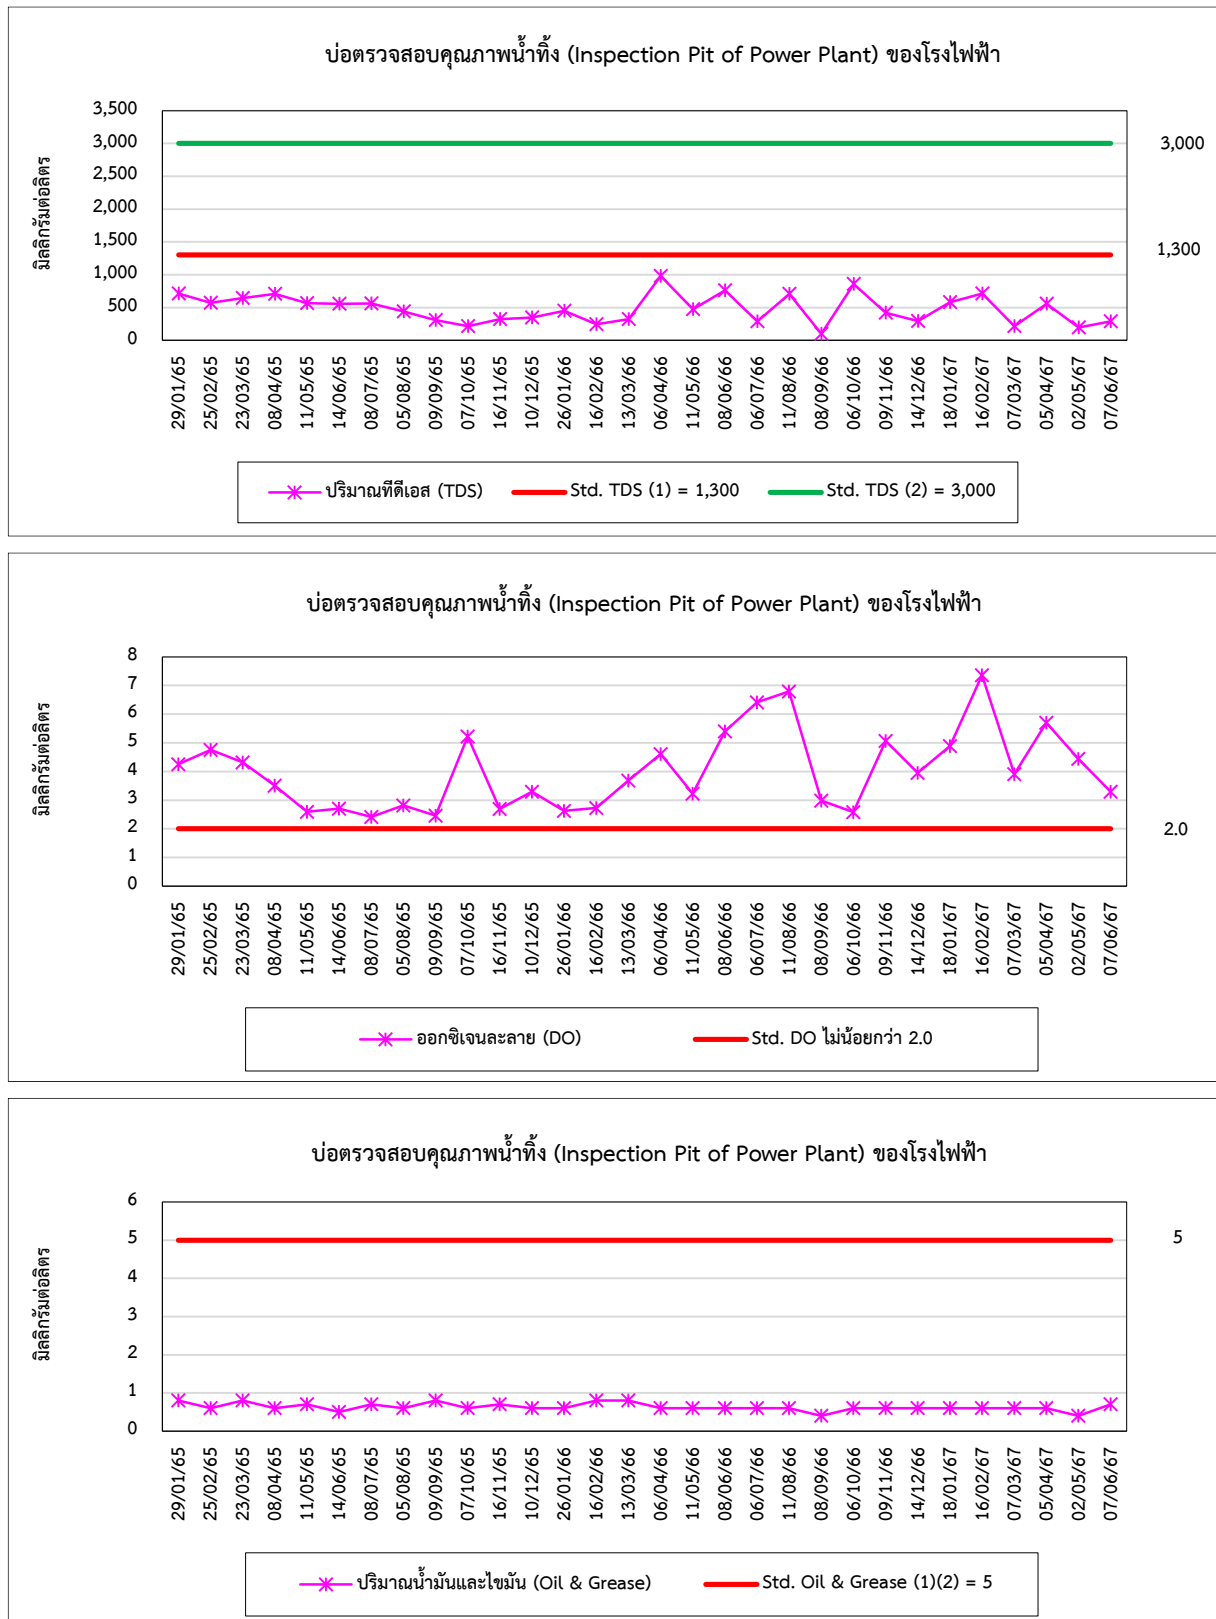 บ่อตรวจสอบคุณภาพน้ำทิ้ง (Inspection Pit of Power Plant) ของโรงไฟฟ้า
มิลลิกรัมต่อลิตร
3,500
3,000
2,500
2,000
1,500
1,000
500
0
3,000
1,300
29/01/65 25/02/65 23/03/65 08/04/65 11/05/65 14/06/65 08/07/65 05/08/65 09/09/65 07/10/65 16/11/65 10/12/65 26/01/66 16/02/66 13/03/66 06/04/66 11/05/66 08/06/66 06/07/66 11/08/66 08/09/66 06/10/66 09/11/66 14/12/66 18/01/67 16/02/67 07/03/67 05/04/67 02/05/67 07/06/67
ปริมาณทีดีเอส (TDS) Std. TDS (1) = 1,300 Std. TDS (2) = 3,000
บ่อตรวจสอบคุณภาพน้ำทิ้ง (Inspection Pit of Power Plant) ของโรงไฟฟ้า
มิลลิกรัมต่อลิตร
8
7
6
5
4
3
2
1
0
2.0
29/01/65 25/02/65 23/03/65 08/04/65 11/05/65 14/06/65 08/07/65 05/08/65 09/09/65 07/10/65 16/11/65 10/12/65 26/01/66 16/02/66 13/03/66 06/04/66 11/05/66 08/06/66 06/07/66 11/08/66 08/09/66 06/10/66 09/11/66 14/12/66 18/01/67 16/02/67 07/03/67 05/04/67 02/05/67 07/06/67
ออกซิเจนละลาย (DO) Std. DO ไม่น้อยกว่า 2.0
บ่อตรวจสอบคุณภาพน้ำทิ้ง (Inspection Pit of Power Plant) ของโรงไฟฟ้า
มิลลิกรัมต่อลิตร
6
5
4
3
2
1
0
5
29/01/65 25/02/65 23/03/65 08/04/65 11/05/65 14/06/65 08/07/65 05/08/65 09/09/65 07/10/65 16/11/65 10/12/65 26/01/66 16/02/66 13/03/66 06/04/66 11/05/66 08/06/66 06/07/66 11/08/66 08/09/66 06/10/66 09/11/66 14/12/66 18/01/67 16/02/67 07/03/67 05/04/67 02/05/67 07/06/67
ปริมาณน้ำมันและไขมัน (Oil & Grease) Std. Oil & Grease (1)(2) = 5